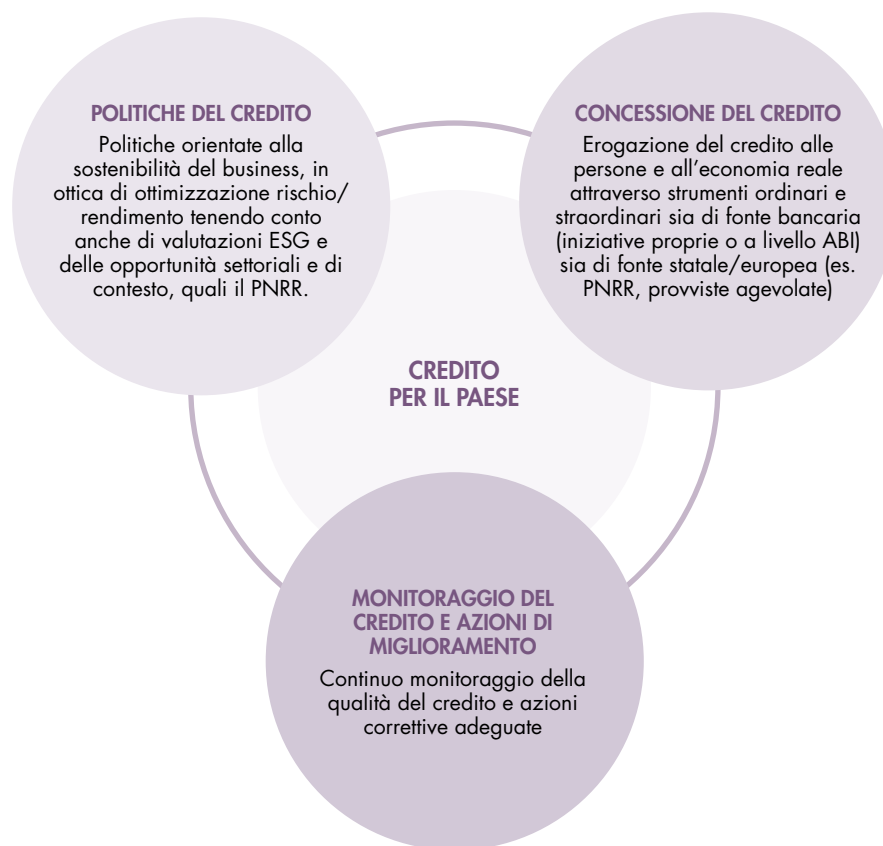 POLITICHE DEL CREDITO
Politiche orientate alla
sostenibilità del business, in
ottica di ottimizzazione rischio/
rendimento tenendo conto
anche di valutazioni ESG e
delle opportunità settoriali e di
contesto, quali il PNRR.
CONCESSIONE DEL CREDITO
Erogazione del credito alle
persone e all’economia reale
attraverso strumenti ordinari e
straordinari sia di fonte bancaria
(iniziative proprie o a livello ABI)
sia di fonte statale/europea (es.
PNRR, provviste agevolate)
CREDITO
PER IL PAESE
MONITORAGGIO DEL
CREDITO E AZIONI DI
MIGLIORAMENTO
Continuo monitoraggio della
qualità del credito e azioni
correttive adeguate